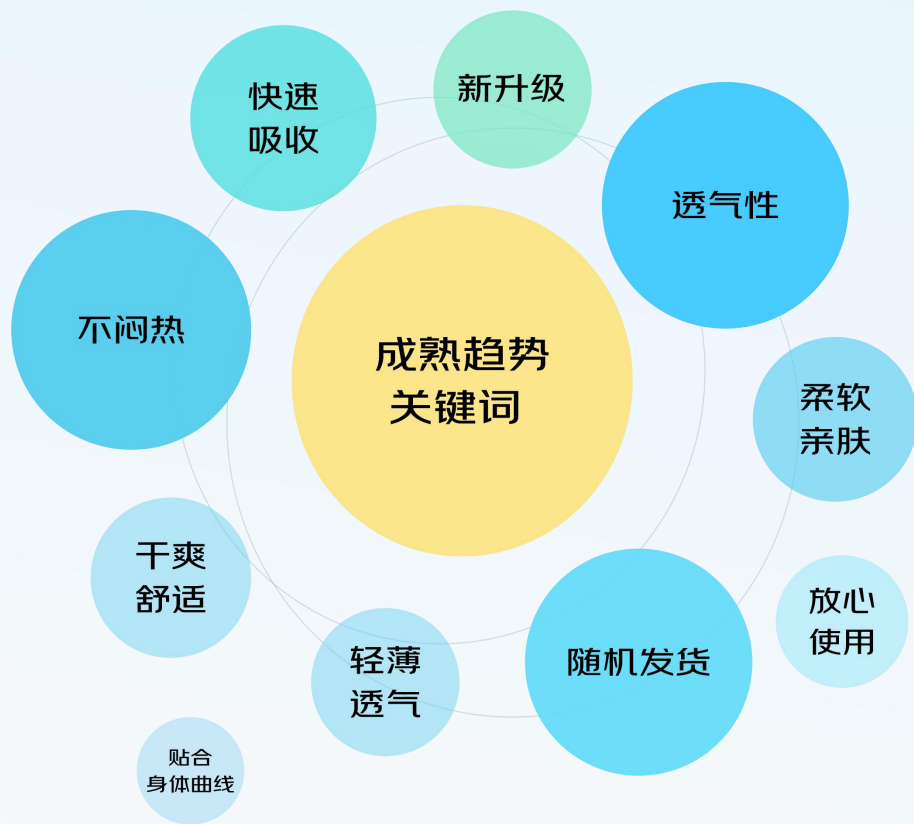 新升级
快速
吸收
透气性
不闷热
成熟趋势
关键词
柔软
亲肤
干爽
舒适
放心
使用
轻薄
透气
随机发货
贴合
身体曲线